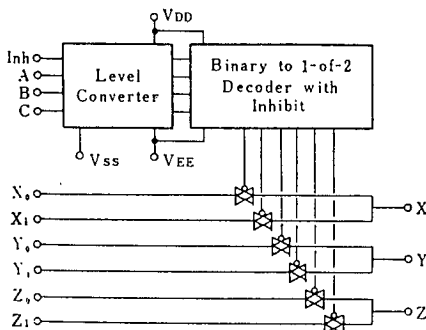 VDD
Inh
A
B
C
Level
Converter
Binary to 1-of-2
Decoder with
Inhibit
VSS
VEE
X0
X1
X
Y0
Y1
Y
Z0
Z1
Z